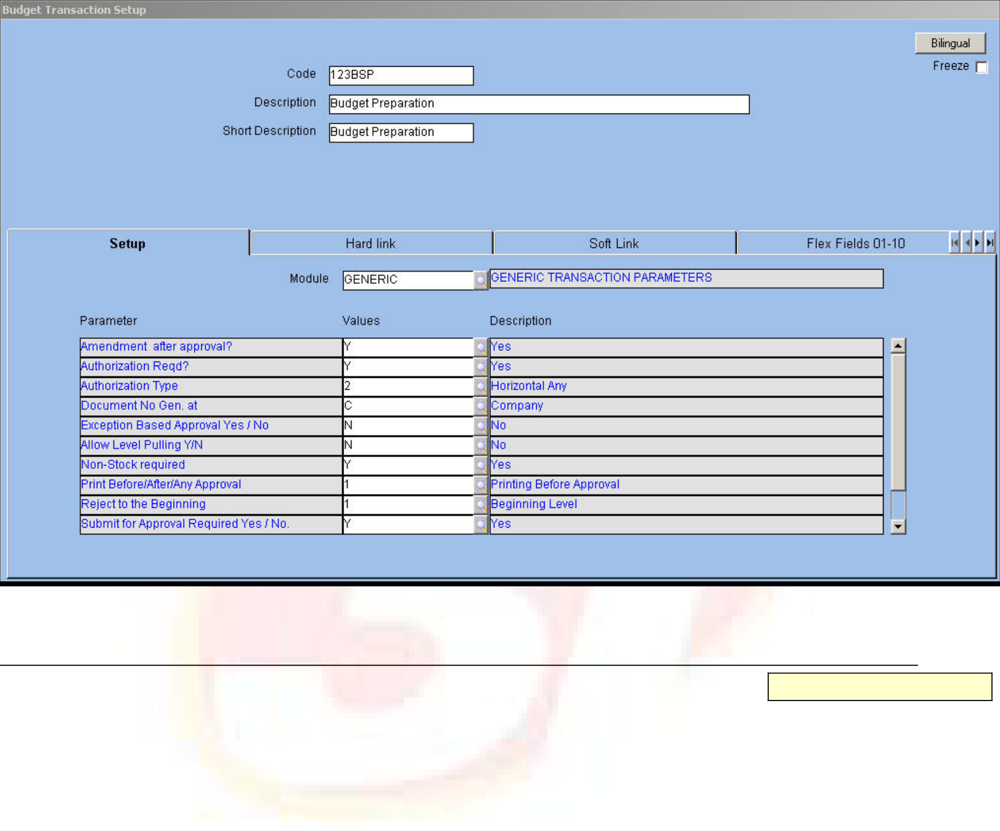 Budget Transaction Setup
Bilingual
Freeze
Code 123BSP
Description Budget Preparation
Short Description Budget Preparation
Setup Hard link Soft Link Flex Fields 01-10
Module GENERIC GENERIC TRANSACTION PARAMETERS
Parameter Values Description
Amendment after approval? Y Yes
Authorization Reqd? Y Yes
Authorization Type 2 Horizontal Any
Document No Gen. at C Company
Exception Based Approval Yes / No N No
Allow Level Pulling Y/N N No
Non-Stock required Y Yes
Print Before/After/Any Approval 1 Printing Before Approval
Reject to the Beginning 1 Beginning Level
Submit for Approval Required Yes / No. Y Yes